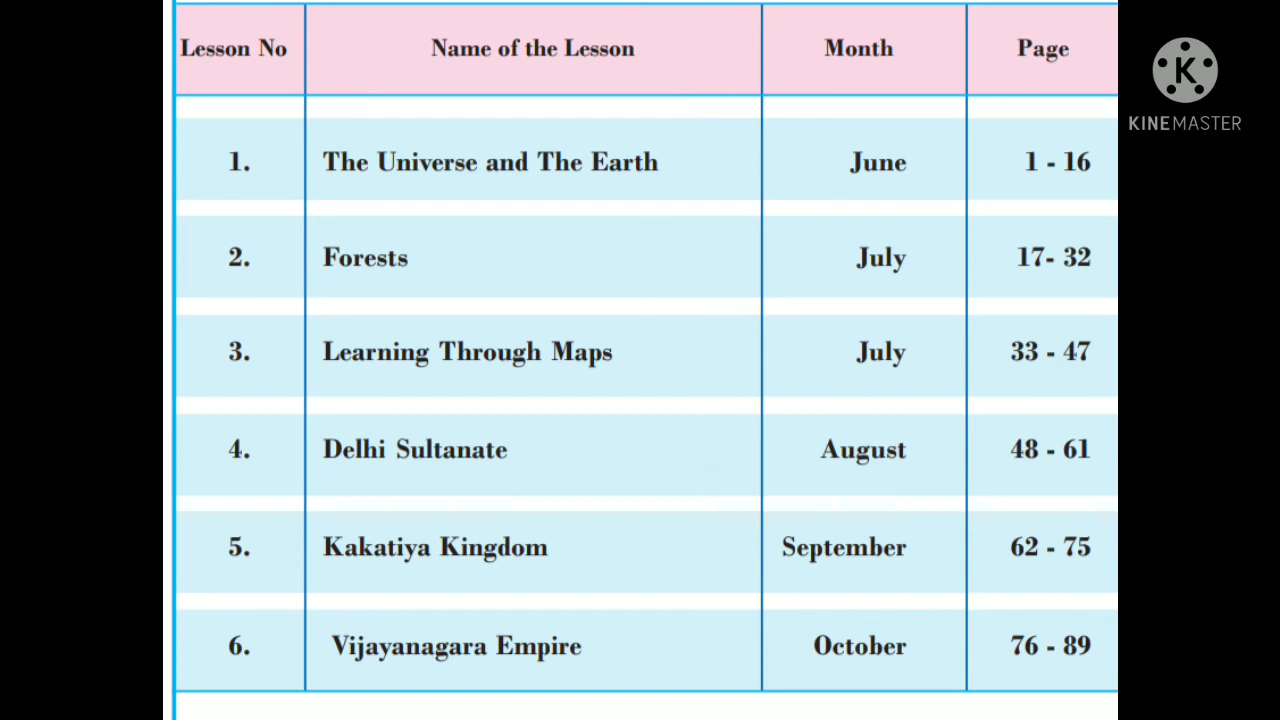 Lesson No Name of the Lesson Month Page
1. The Universe and The Earth June 1 - 16
2. Forests July 17- 32
3. Learning Through Maps July 33 - 47
4. Delhi Sultanate August 48 - 61
5. Kakatiya Kingdom September 62 - 75
6. Vijayanagara Empire October 76 - 89
K
KINEMASTER